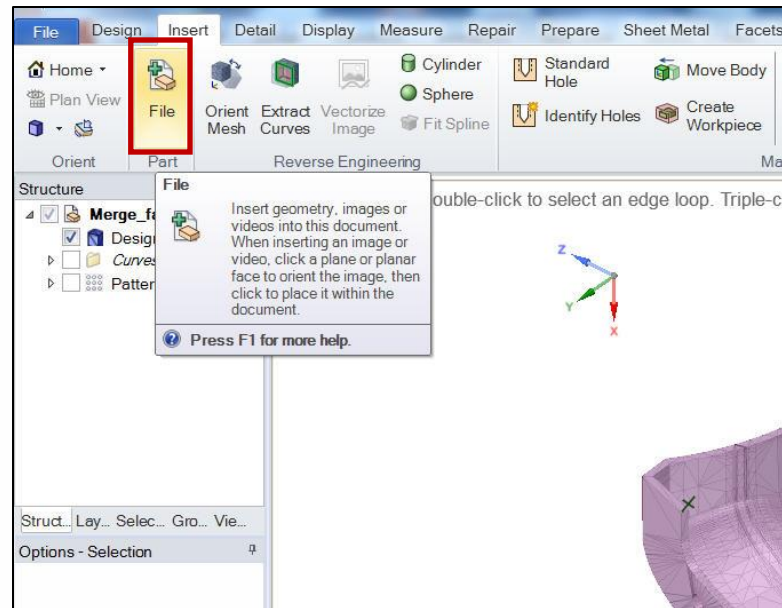 File Design Insert Detail Display Measure Repair Prepare Sheet Metal Facets
Home
Plan View
File
Orient Mesh
Extract Curves
Vectorize Image
Cylinder
Sphere
Fit Spline
Standard Hole
Identify Holes
Move Body
Create Workpiece
Orient Part Reverse Engineering Ma
Structure
ouble-click to select an edge loop. Triple-c
Merge_fa
Desig
Curves
Patter
File
Insert geometry, images or
videos into this document.
When inserting an image or
video, click a plane or planar
face to orient the image, then
click to place it within the
document.
Press F1 for more help.
Z
Y
X
Struct... Lay... Selec... Gro... Vie...
Options - Selection